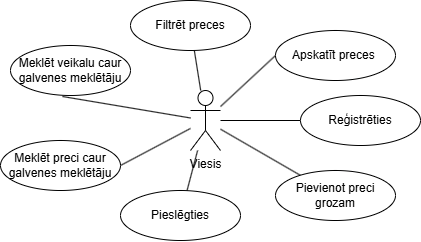 Filtrēt preces
Meklēt veikalu caur
galvenes meklētāju
Apskatīt preces
Reģistrēties
Meklēt preci caur
galvenes meklētāju
Viesis
Pievienot preci
grozam
Pieslēgties